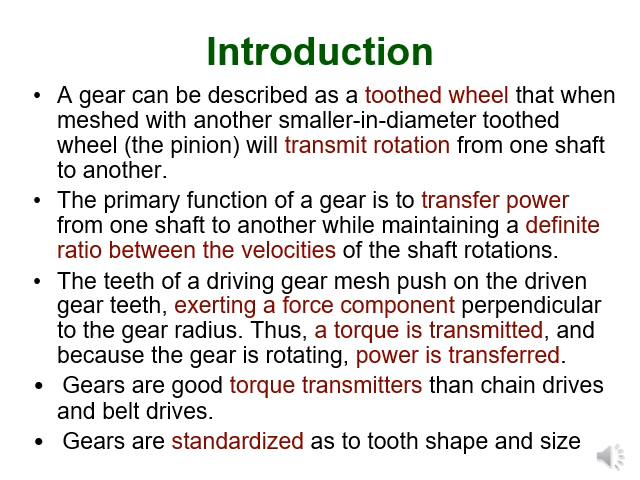 Introduction
• A gear can be described as a toothed wheel that when
meshed with another smaller-in-diameter toothed
wheel (the pinion) will transmit rotation from one shaft
to another.
• The primary function of a gear is to transfer power
from one shaft to another while maintaining a definite
ratio between the velocities of the shaft rotations.
• The teeth of a driving gear mesh push on the driven
gear teeth, exerting a force component perpendicular
to the gear radius. Thus, a torque is transmitted, and
because the gear is rotating, power is transferred.
• Gears are good torque transmitters than chain drives
and belt drives.
• Gears are standardized as to tooth shape and size